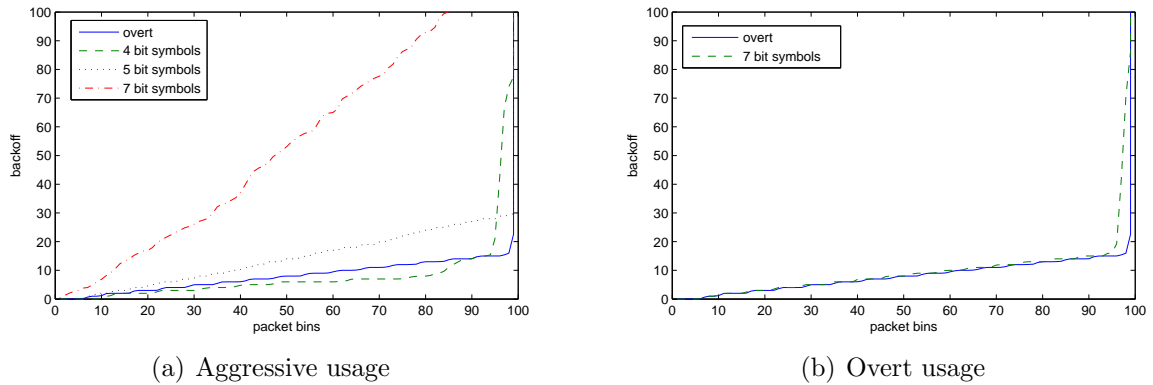 100
90
80
70
60
50
40
30
20
10
0
backoff
overt
4 bit symbols
5 bit symbols
7 bit symbols
0 10 20 30 40 50 60 70 80 90 100
packet bins
(a) Aggressive usage
100
90
80
70
60
50
40
30
20
10
0
backoff
overt
7 bit symbols
0 10 20 30 40 50 60 70 80 90 100
packet bins
(b) Overt usage